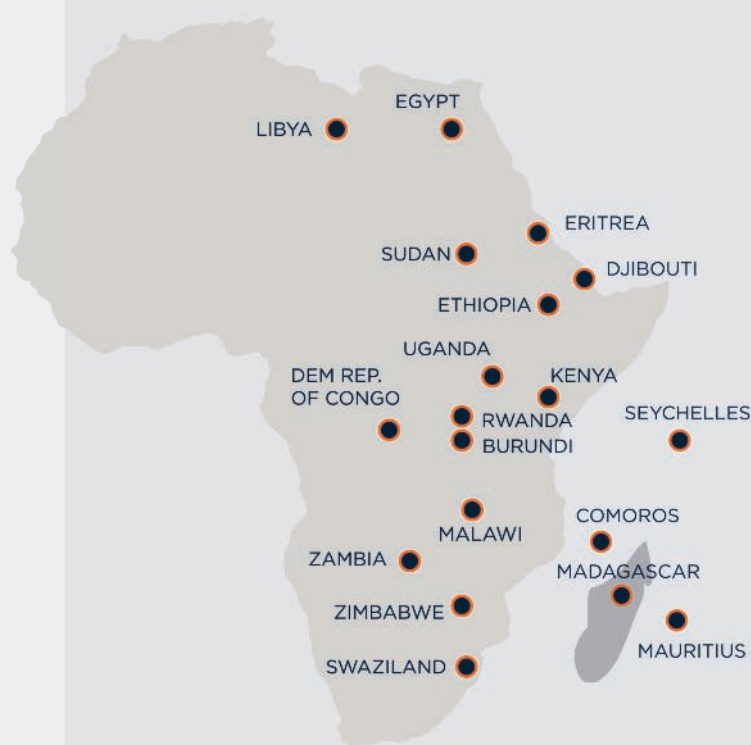 EGYPT
LIBYA
ERITREA
SUDAN
DJIBOUTI
ETHIOPIA
UGANDA
DEM REP.
OF CONGO
KENYA
RWANDA
SEYCHELLES
BURUNDI
COMOROS
MALAWI
ZAMBIA
MADAGASCAR
ZIMBABWE
MAURITIUS
SWAZILAND